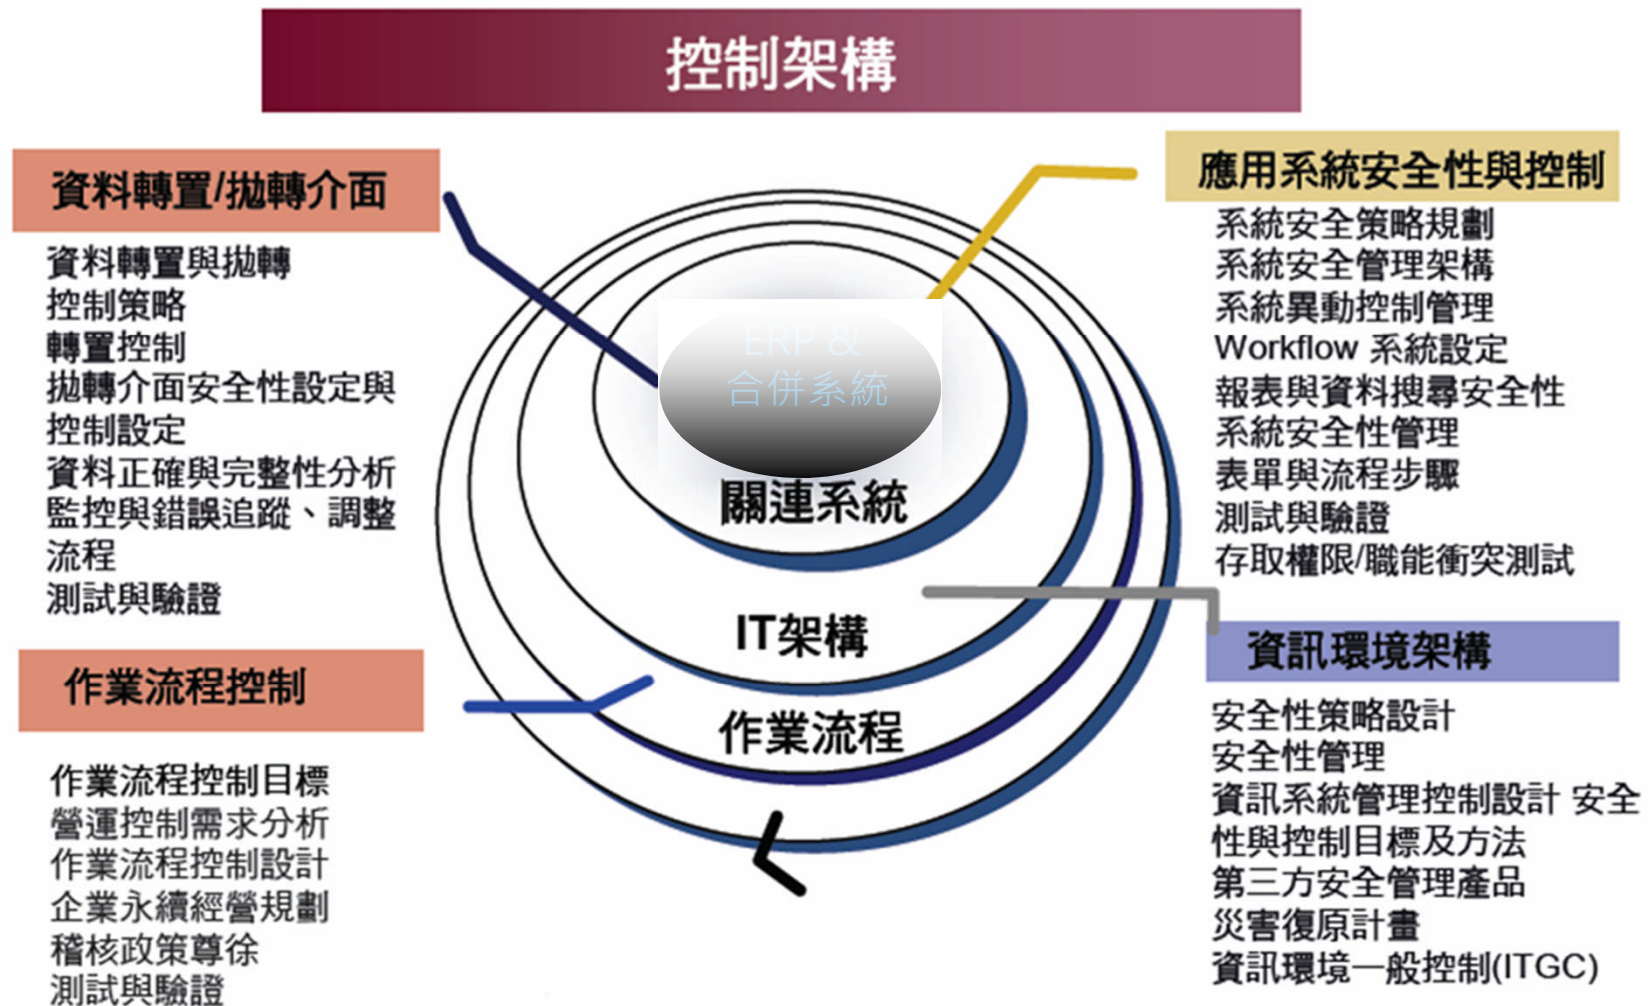 控制架構
資料轉置/拋轉介面
資料轉置與拋轉
控制策略
轉置控制
拋轉介面安全性設定與
控制設定
資料正確與完整性分析
監控與錯誤追蹤、調整
流程
測試與驗證
作業流程控制
作業流程控制目標
營運控制需求分析
作業流程控制設計
企業永續經營規劃
稽核政策尊徐
測試與驗證
ERP &
合併系統
關連系統
IT架構
作業流程
應用系統安全性與控制
系統安全策略規劃
系統安全管理架構
系統異動控制管理
Workflow 系統設定
報表與資料搜尋安全性
系統安全性管理
表單與流程步驟
測試與驗證
存取權限/職能衝突測試
資訊環境架構
安全性策略設計
安全性管理
資訊系統管理控制設計 安全
性與控制目標及方法
第三方安全管理產品
災害復原計畫
資訊環境一般控制(ITGC)